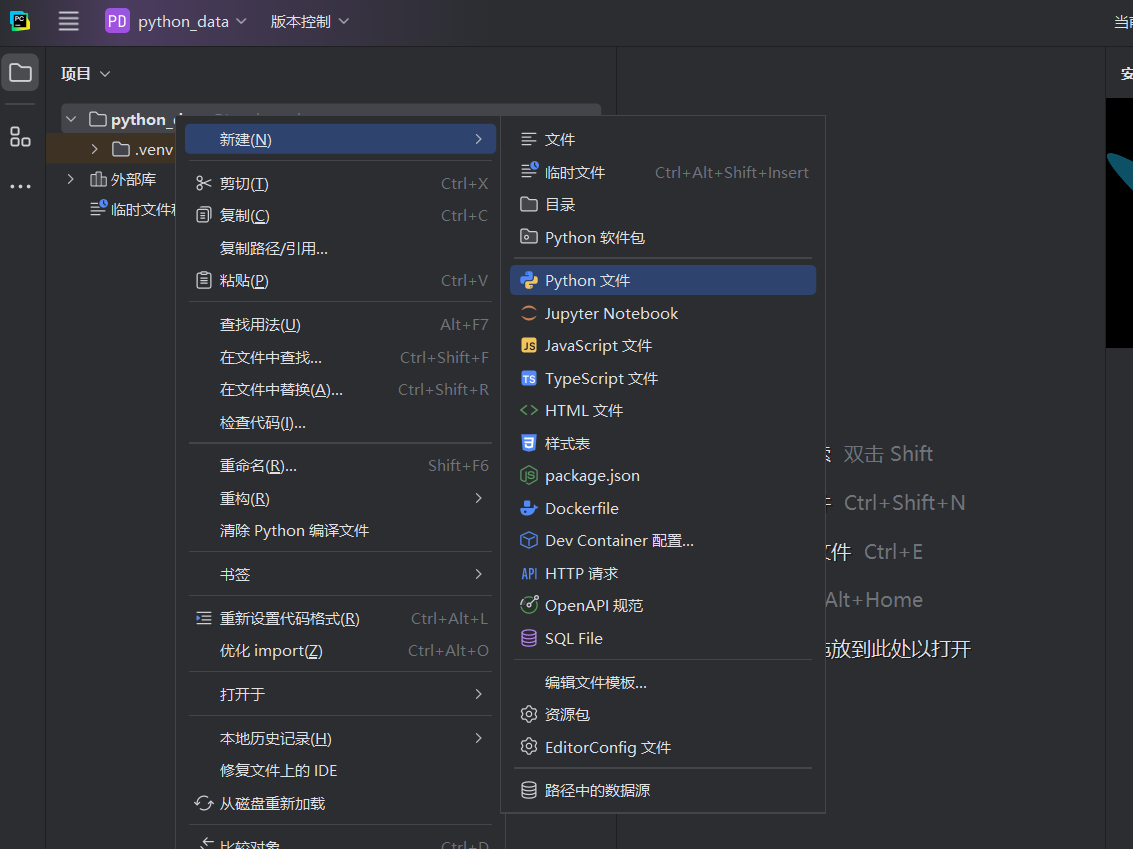 PC
PD python_data 版本控制 当前
项目 安
python_d
.venv
外部库
临时文件和
新建(N)
剪切(T) Ctrl+X
复制(C) Ctrl+C
复制路径/引用...
粘贴(P) Ctrl+V
查找用法(U) Alt+F7
在文件中查找... Ctrl+Shift+F
在文件中替换(A)... Ctrl+Shift+R
检查代码(I)...
重命名(R)... Shift+F6
重构(R)
清除 Python 编译文件
书签
重新设置代码格式(R) Ctrl+Alt+L
优化 import(Z) Ctrl+Alt+O
打开于
本地历史记录(H)
修复文件上的 IDE
从磁盘重新加载
比较对象 Ctrl+D
文件
临时文件 Ctrl+Alt+Shift+Insert
目录
Python 软件包
Python 文件
Jupyter Notebook
JS JavaScript 文件
TS TypeScript 文件
HTML 文件
样式表
package.json
Dockerfile
Dev Container 配置...
API HTTP 请求
OpenAPI 规范
SQL File
编辑文件模板...
资源包
EditorConfig 文件
路径中的数据源
双击 Shift
Ctrl+Shift+N
文件 Ctrl+E
Alt+Home
拖放到此处以打开